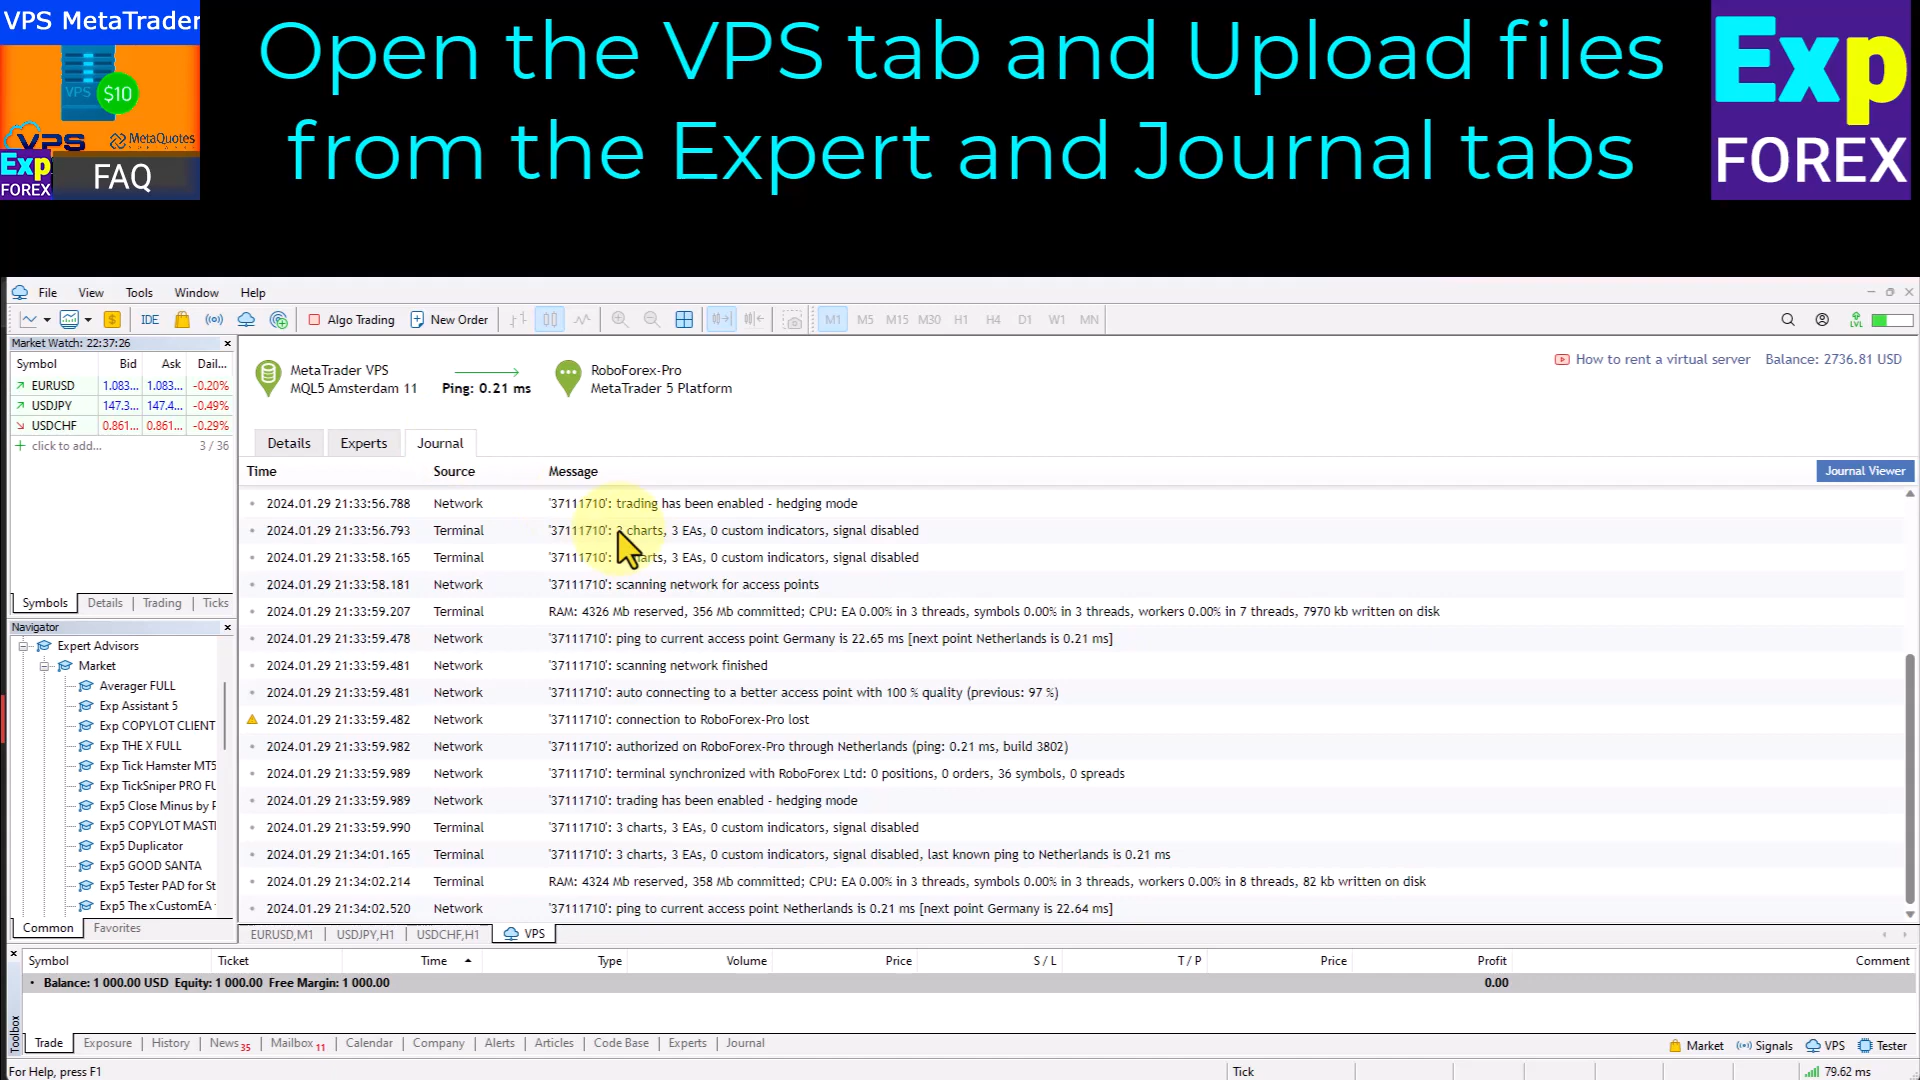 VPS MetaTrader
VPS $10
VPS MetaQuotes
Exp
FOREX
FAQ
Open the VPS tab and Upload files
from the Expert and Journal tabs
Exp
FOREX
File View Tools Window Help
IDE Algo Trading New Order M1 M5 M15 M30 H1 H4 D1 W1 MN LVL
Market Watch: 22:37:26
Symbol Bid Ask Dail...
EURUSD 1.083... 1.083... -0.20%
USDJPY 147.3... 147.4... -0.49%
USDCHF 0.861... 0.861... -0.29%
click to add... 3 / 36
Symbols Details Trading Ticks
Navigator
Expert Advisors
Market
Averager FULL
Exp Assistant 5
Exp COPYLOT CLIENT
Exp THE X FULL
Exp Tick Hamster MT5
Exp TickSniper PRO FU
Exp5 Close Minus by P
Exp5 COPYLOT MAST
Exp5 Duplicator
Exp5 GOOD SANTA
Exp5 Tester PAD for St
Exp5 The xCustomEA
Common Favorites
MetaTrader VPS
MQL5 Amsterdam 11
Ping: 0.21 ms
RoboForex-Pro
MetaTrader 5 Platform
How to rent a virtual server Balance: 2736.81 USD
Details Experts Journal
Time Source Message Journal Viewer
2024.01.29 21:33:56.788 Network '37111710': trading has been enabled - hedging mode
2024.01.29 21:33:56.793 Terminal '37111710': 3 charts, 3 EAs, 0 custom indicators, signal disabled
2024.01.29 21:33:58.165 Terminal '37111710': charts, 3 EAs, 0 custom indicators, signal disabled
2024.01.29 21:33:58.181 Network '37111710': scanning network for access points
2024.01.29 21:33:59.207 Terminal RAM: 4326 Mb reserved, 356 Mb committed; CPU: EA 0.00% in 3 threads, symbols 0.00% in 3 threads, workers 0.00% in 7 threads, 7970 kb written on disk
2024.01.29 21:33:59.478 Network '37111710': ping to current access point Germany is 22.65 ms [next point Netherlands is 0.21 ms]
2024.01.29 21:33:59.481 Network '37111710': scanning network finished
2024.01.29 21:33:59.481 Network '37111710': auto connecting to a better access point with 100 % quality (previous: 97 %)
2024.01.29 21:33:59.482 Network '37111710': connection to RoboForex-Pro lost
2024.01.29 21:33:59.982 Network '37111710': authorized on RoboForex-Pro through Netherlands (ping: 0.21 ms, build 3802)
2024.01.29 21:33:59.989 Network '37111710': terminal synchronized with RoboForex Ltd: 0 positions, 0 orders, 36 symbols, 0 spreads
2024.01.29 21:33:59.989 Network '37111710': trading has been enabled - hedging mode
2024.01.29 21:33:59.990 Terminal '37111710': 3 charts, 3 EAs, 0 custom indicators, signal disabled
2024.01.29 21:34:01.165 Terminal '37111710': 3 charts, 3 EAs, 0 custom indicators, signal disabled, last known ping to Netherlands is 0.21 ms
2024.01.29 21:34:02.214 Terminal RAM: 4324 Mb reserved, 358 Mb committed; CPU: EA 0.00% in 3 threads, symbols 0.00% in 3 threads, workers 0.00% in 8 threads, 82 kb written on disk
2024.01.29 21:34:02.520 Network '37111710': ping to current access point Netherlands is 0.21 ms [next point Germany is 22.64 ms]
EURUSD,M1 USDJPY,H1 USDCHF,H1 VPS
Symbol Ticket Time Type Volume Price S / L T / P Price Profit Comment
Balance: 1 000.00 USD Equity: 1 000.00 Free Margin: 1 000.00 0.00
Toolbox
Trade Exposure History News 35 Mailbox 11 Calendar Company Alerts Articles Code Base Experts Journal
Market Signals VPS Tester
For Help, press F1 Tick 79.62 ms